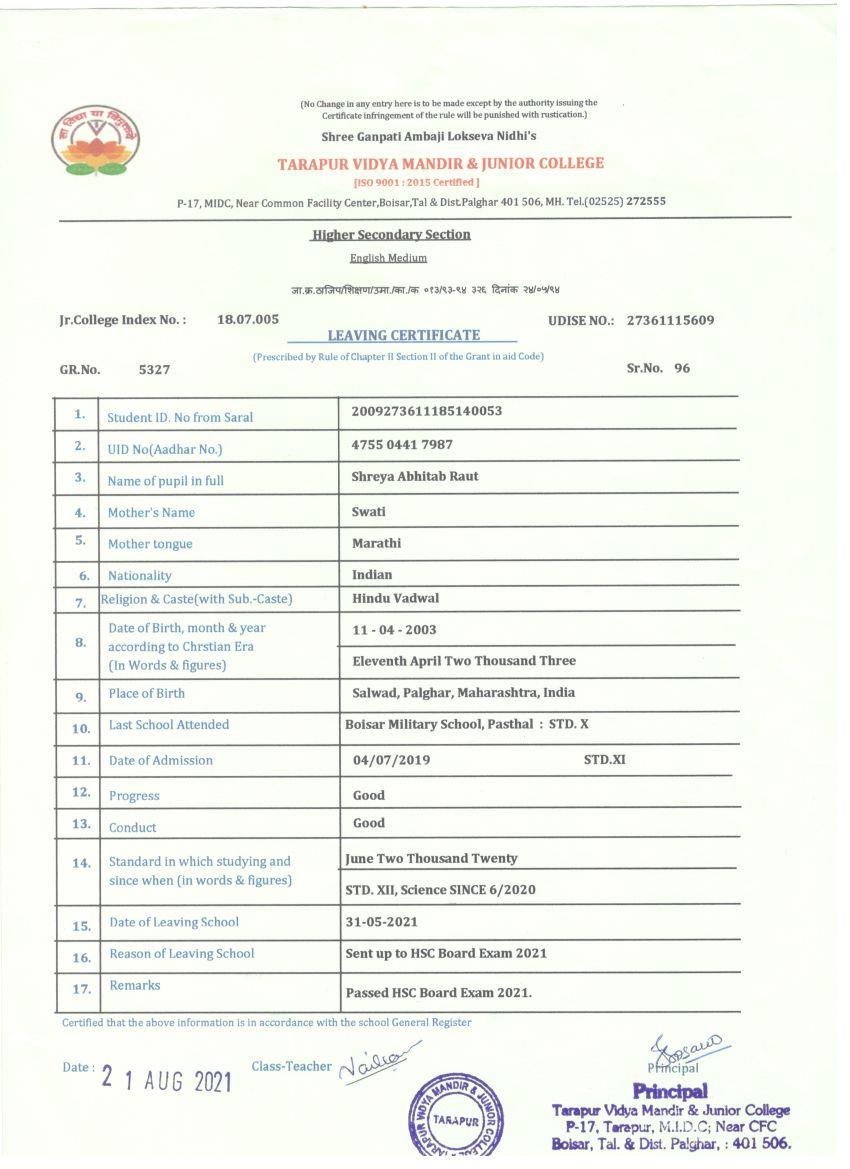 सा विद्या या विमुक्तये
(No Change in any entry here is to be made except by the authority issuing the
Certificate infringement of the rule will be punished with rustication.)
Shree Ganpati Ambaji Lokseva Nidhi's
TARAPUR VIDYA MANDIR & JUNIOR COLLEGE
[ISO 9001 : 2015 Certified ]
P-17, MIDC, Near Common Facility Center,Boisar,Tal & Dist.Palghar 401 506, MH. Tel.(02525) 272555
Higher Secondary Section
English Medium
जा.क्र.ठाजिप/शिक्षण/उमा./का./क ०१३/९३-९४ ३२६ दिनांक २४/०५/९४
Jr.College Index No. : 18.07.005 UDISE NO.: 27361115609
LEAVING CERTIFICATE
(Prescribed by Rule of Chapter II Section II of the Grant in aid Code)
GR.No. 5327 Sr.No. 96
1. Student ID. No from Saral 2009273611185140053
2. UID No(Aadhar No.) 4755 0441 7987
3. Name of pupil in full Shreya Abhitab Raut
4. Mother's Name Swati
5. Mother tongue Marathi
6. Nationality Indian
7. Religion & Caste(with Sub.-Caste) Hindu Vadwal
8. Date of Birth, month & year
according to Chrstian Era
(In Words & figures)
11 - 04 - 2003
Eleventh April Two Thousand Three
9. Place of Birth Salwad, Palghar, Maharashtra, India
10. Last School Attended Boisar Military School, Pasthal : STD. X
11. Date of Admission 04/07/2019 STD.XI
12. Progress Good
13. Conduct Good
14. Standard in which studying and
since when (in words & figures)
June Two Thousand Twenty
STD. XII, Science SINCE 6/2020
15. Date of Leaving School 31-05-2021
16. Reason of Leaving School Sent up to HSC Board Exam 2021
17. Remarks Passed HSC Board Exam 2021.
Certified that the above information is in accordance with the school General Register
Date : 21 AUG 2021 Class-Teacher
Principal
TARAPUR VIDYA MANDIR & JUNIOR COLLEGE
TARAPUR
Principal
Tarapur Vidya Mandir & Junior College
P-17, Tarapur, M.I.D.C; Near CFC
Boisar, Tal. & Dist. Palghar, : 401 506.